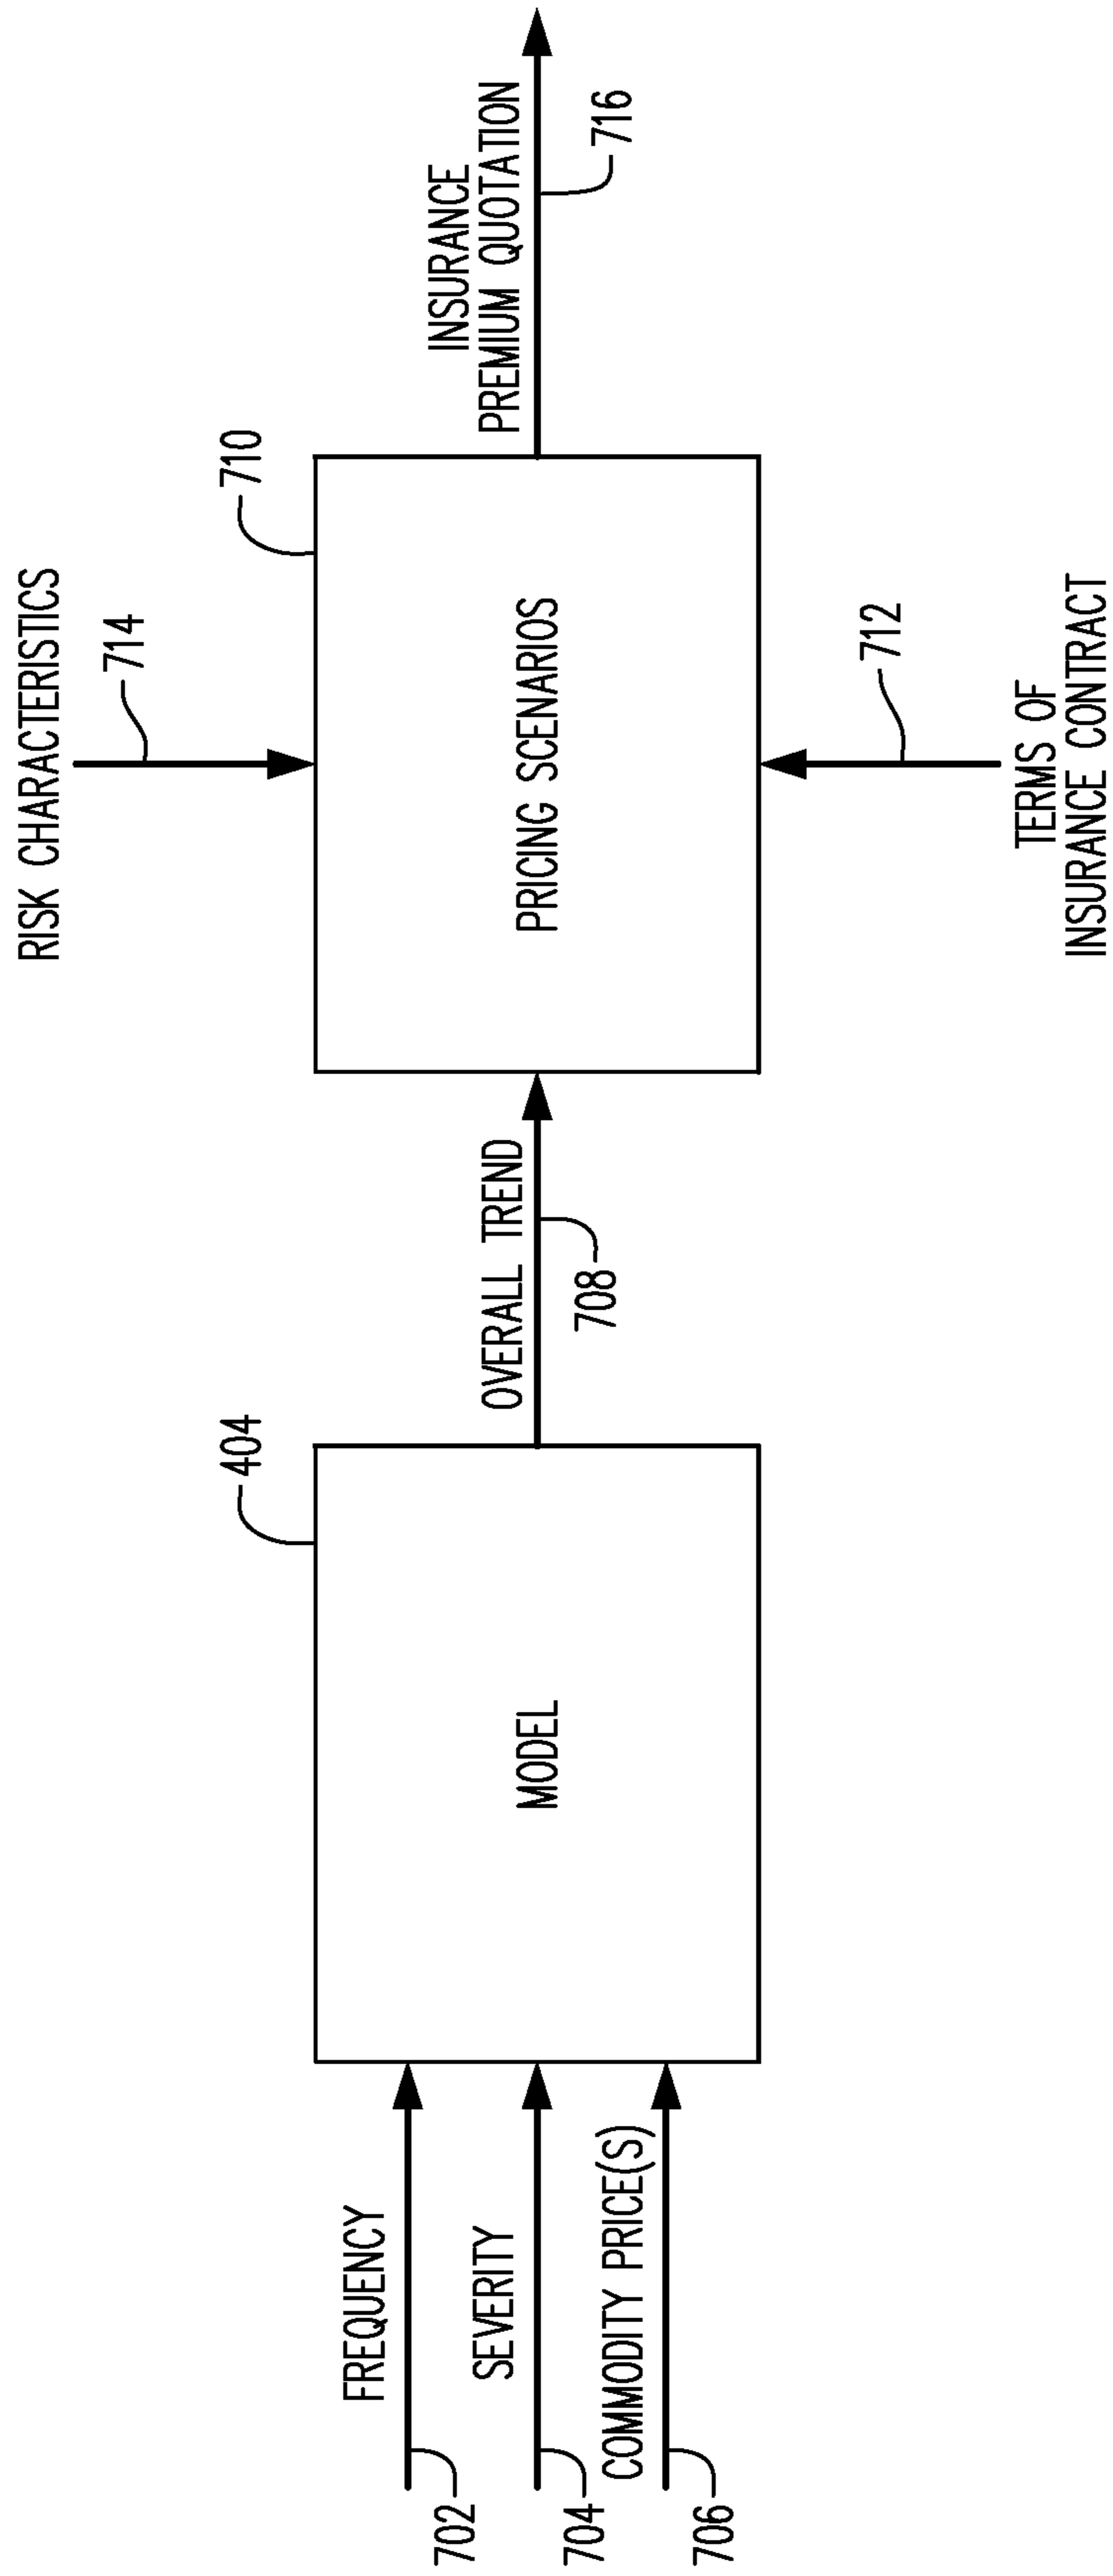 FREQUENCY
702
SEVERITY
704
COMMODITY PRICE(S)
706
MODEL
404
OVERALL TREND
708
RISK CHARACTERISTICS
714
PRICING SCENARIOS
710
712
TERMS OF
INSURANCE CONTRACT
INSURANCE
PREMIUM QUOTATION
716